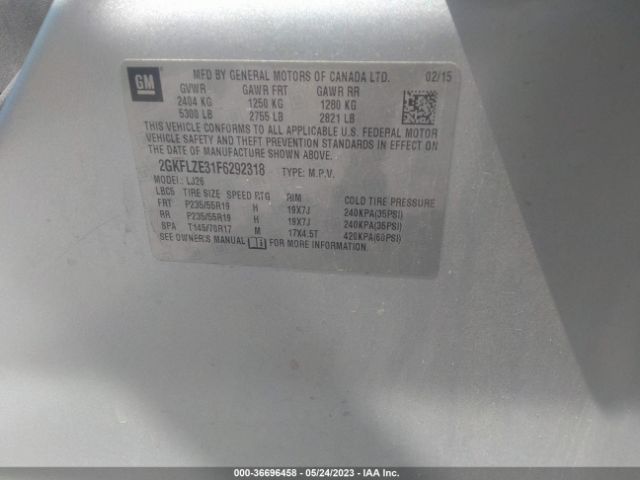 GM
MFD BY GENERAL MOTORS OF CANADA LTD. 02/15
GVWR GAWR FRT GAWR RR
2404 KG 1250 KG 1280 KG
5300 LB 2755 LB 2821 LB
THIS VEHICLE CONFORMS TO ALL APPLICABLE U.S. FEDERAL MOTOR
VEHICLE SAFETY AND THEFT PREVENTION STANDARDS IN EFFECT ON
THE DATE OF MANUFACTURE SHOWN ABOVE.
2GKFLZE31F6292318 TYPE: M.P.V.
MODEL: LJ26
TIRE SIZE SPEED RTG RIM COLD TIRE PRESSURE
FRT P235/55R19 H 19X7J 240KPA(35PSI)
RR P235/55R19 H 19X7J 240KPA(35PSI)
SPA T145/70R17 M 17X4.5T 420KPA(60PSI)
SEE OWNER'S MANUAL FOR MORE INFORMATION
000-36696458 - 05/24/2023 - IAA Inc.